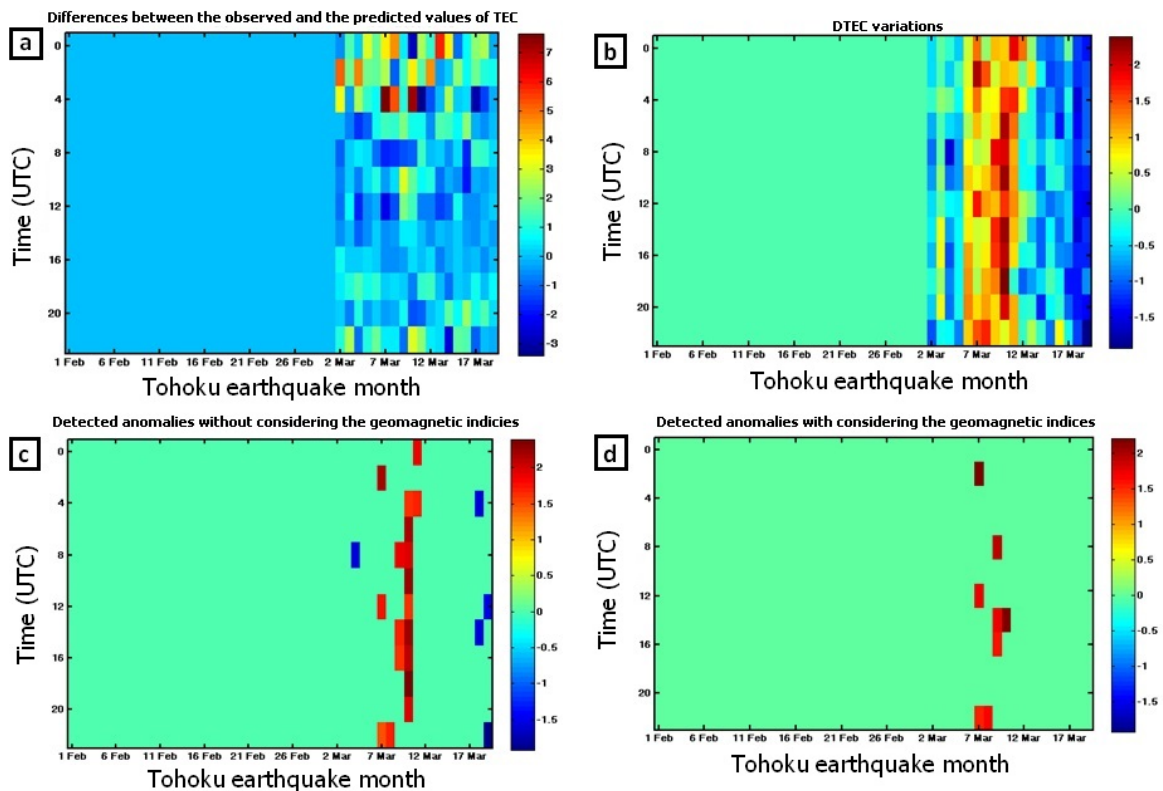 Differences between the observed and the predicted values of TEC
a
0
4
8
12
16
20
Time (UTC)
1 Feb 6 Feb 11 Feb 16 Feb 21 Feb 26 Feb 2 Mar 7 Mar 12 Mar 17 Mar
Tohoku earthquake month
7
6
5
4
3
2
1
0
-1
-2
-3
DTEC variations
b
0
4
8
12
16
20
Time (UTC)
1 Feb 6 Feb 11 Feb 16 Feb 21 Feb 26 Feb 2 Mar 7 Mar 12 Mar 17 Mar
Tohoku earthquake month
2
1.5
1
0.5
0
-0.5
-1
-1.5
Detected anomalies without considering the geomagnetic indicies
c
0
4
8
12
16
20
Time (UTC)
1 Feb 6 Feb 11 Feb 16 Feb 21 Feb 26 Feb 2 Mar 7 Mar 12 Mar 17 Mar
Tohoku earthquake month
2
1.5
1
0.5
0
-0.5
-1
-1.5
Detected anomalies with considering the geomagnetic indices
d
0
4
8
12
16
20
Time (UTC)
1 Feb 6 Feb 11 Feb 16 Feb 21 Feb 26 Feb 2 Mar 7 Mar 12 Mar 17 Mar
Tohoku earthquake month
2
1.5
1
0.5
0
-0.5
-1
-1.5